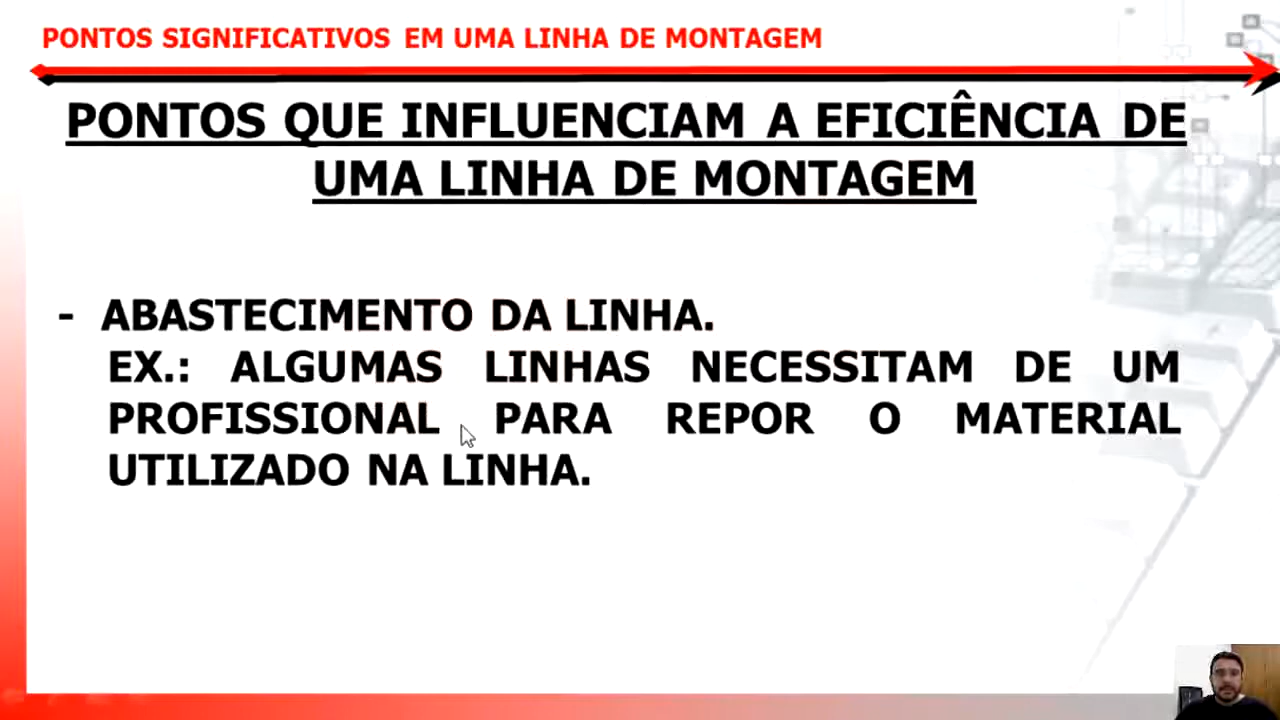 PONTOS SIGNIFICATIVOS EM UMA LINHA DE MONTAGEM
PONTOS QUE INFLUENCIAM A EFICIÊNCIA DE
UMA LINHA DE MONTAGEM
- ABASTECIMENTO DA LINHA.
EX.: ALGUMAS LINHAS NECESSITAM DE UM
PROFISSIONAL PARA REPOR O MATERIAL
UTILIZADO NA LINHA.